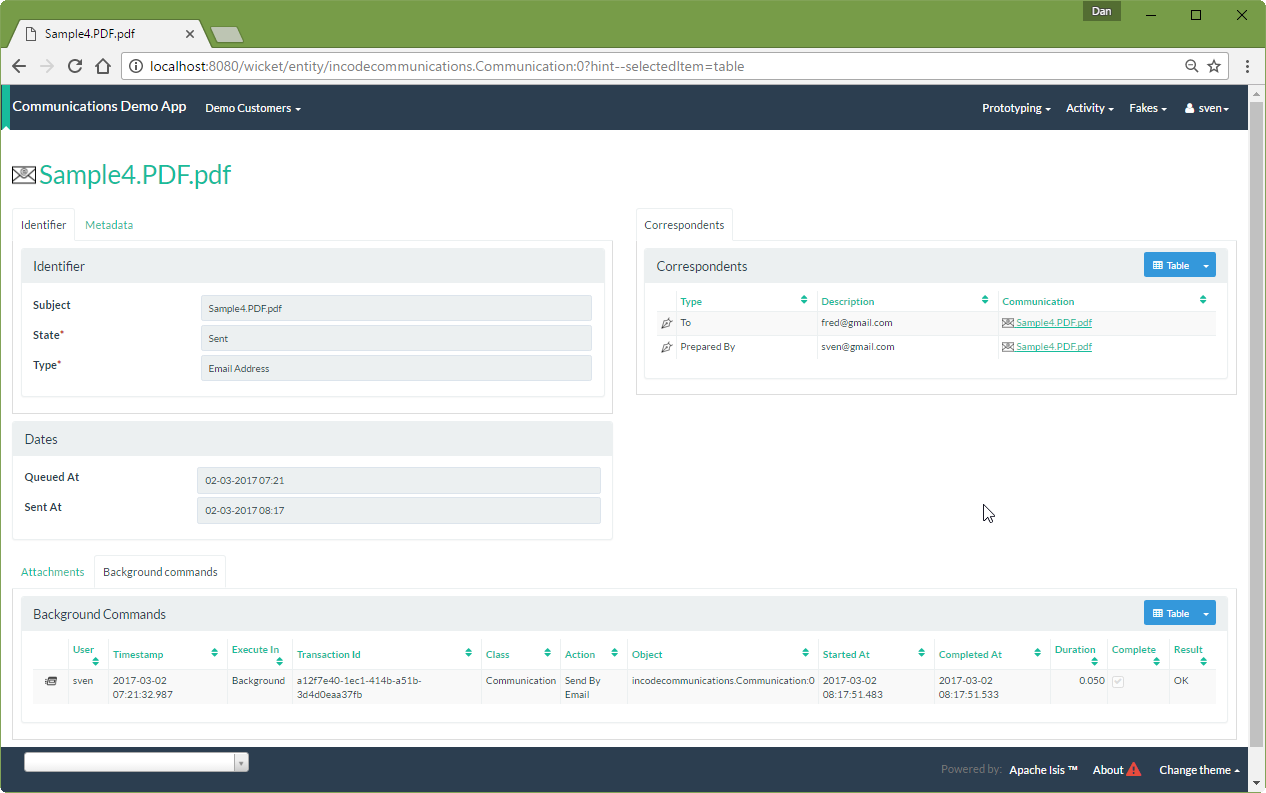 Dan
Sample4.PDF.pdf
localhost:8080/wicket/entity/incodecommunications.Communication:0?hint--selectedItem=table
Communications Demo App Demo Customers Prototyping Activity Fakes sven
Sample4.PDF.pdf
Identifier Metadata
Identifier
Subject Sample4.PDF.pdf
State* Sent
Type* Email Address
Correspondents
Correspondents Table
Type Description Communication
To fred@gmail.com Sample4.PDF.pdf
Prepared By sven@gmail.com Sample4.PDF.pdf
Dates
Queued At 02-03-2017 07:21
Sent At 02-03-2017 08:17
Attachments Background commands
Background Commands Table
User Timestamp Execute In Transaction Id Class Action Object Started At Completed At Duration Complete Result
sven 2017-03-02 Background a12f7e40-1ec1-414b-a51b- Communication Send By incodecommunications.Communication:0 2017-03-02 2017-03-02 0.050 OK
07:21:32.987 3d4d0eaa37fb Email 08:17:51.483 08:17:51.533
Powered by: Apache Isis ™ About Change theme